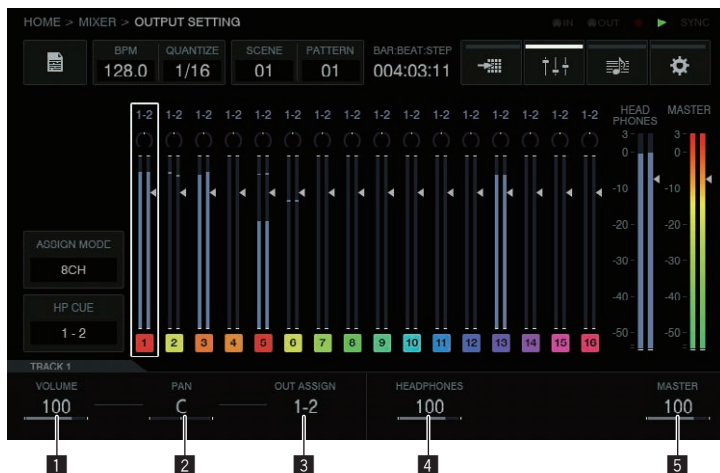 HOME > MIXER > OUTPUT SETTING
IN OUT SYNC
BPM QUANTIZE SCENE PATTERN BAR:BEAT:STEP
128.0 1/16 01 01 004:03:11
1-2 1-2 1-2 1-2 1-2 1-2 1-2 1-2 1-2 1-2 1-2 1-2 1-2 1-2 1-2 1-2
HEAD PHONES MASTER
3 3
0 0
-10 -10
-20 -20
-30 -30
-40 -40
-50 -50
ASSIGN MODE
8CH
HP CUE
1 - 2
1 2 3 4 5 6 7 8 9 10 11 12 13 14 15 16
TRACK 1
VOLUME PAN OUT ASSIGN HEADPHONES MASTER
100 C 1-2 100 100
1 2 3 4 5